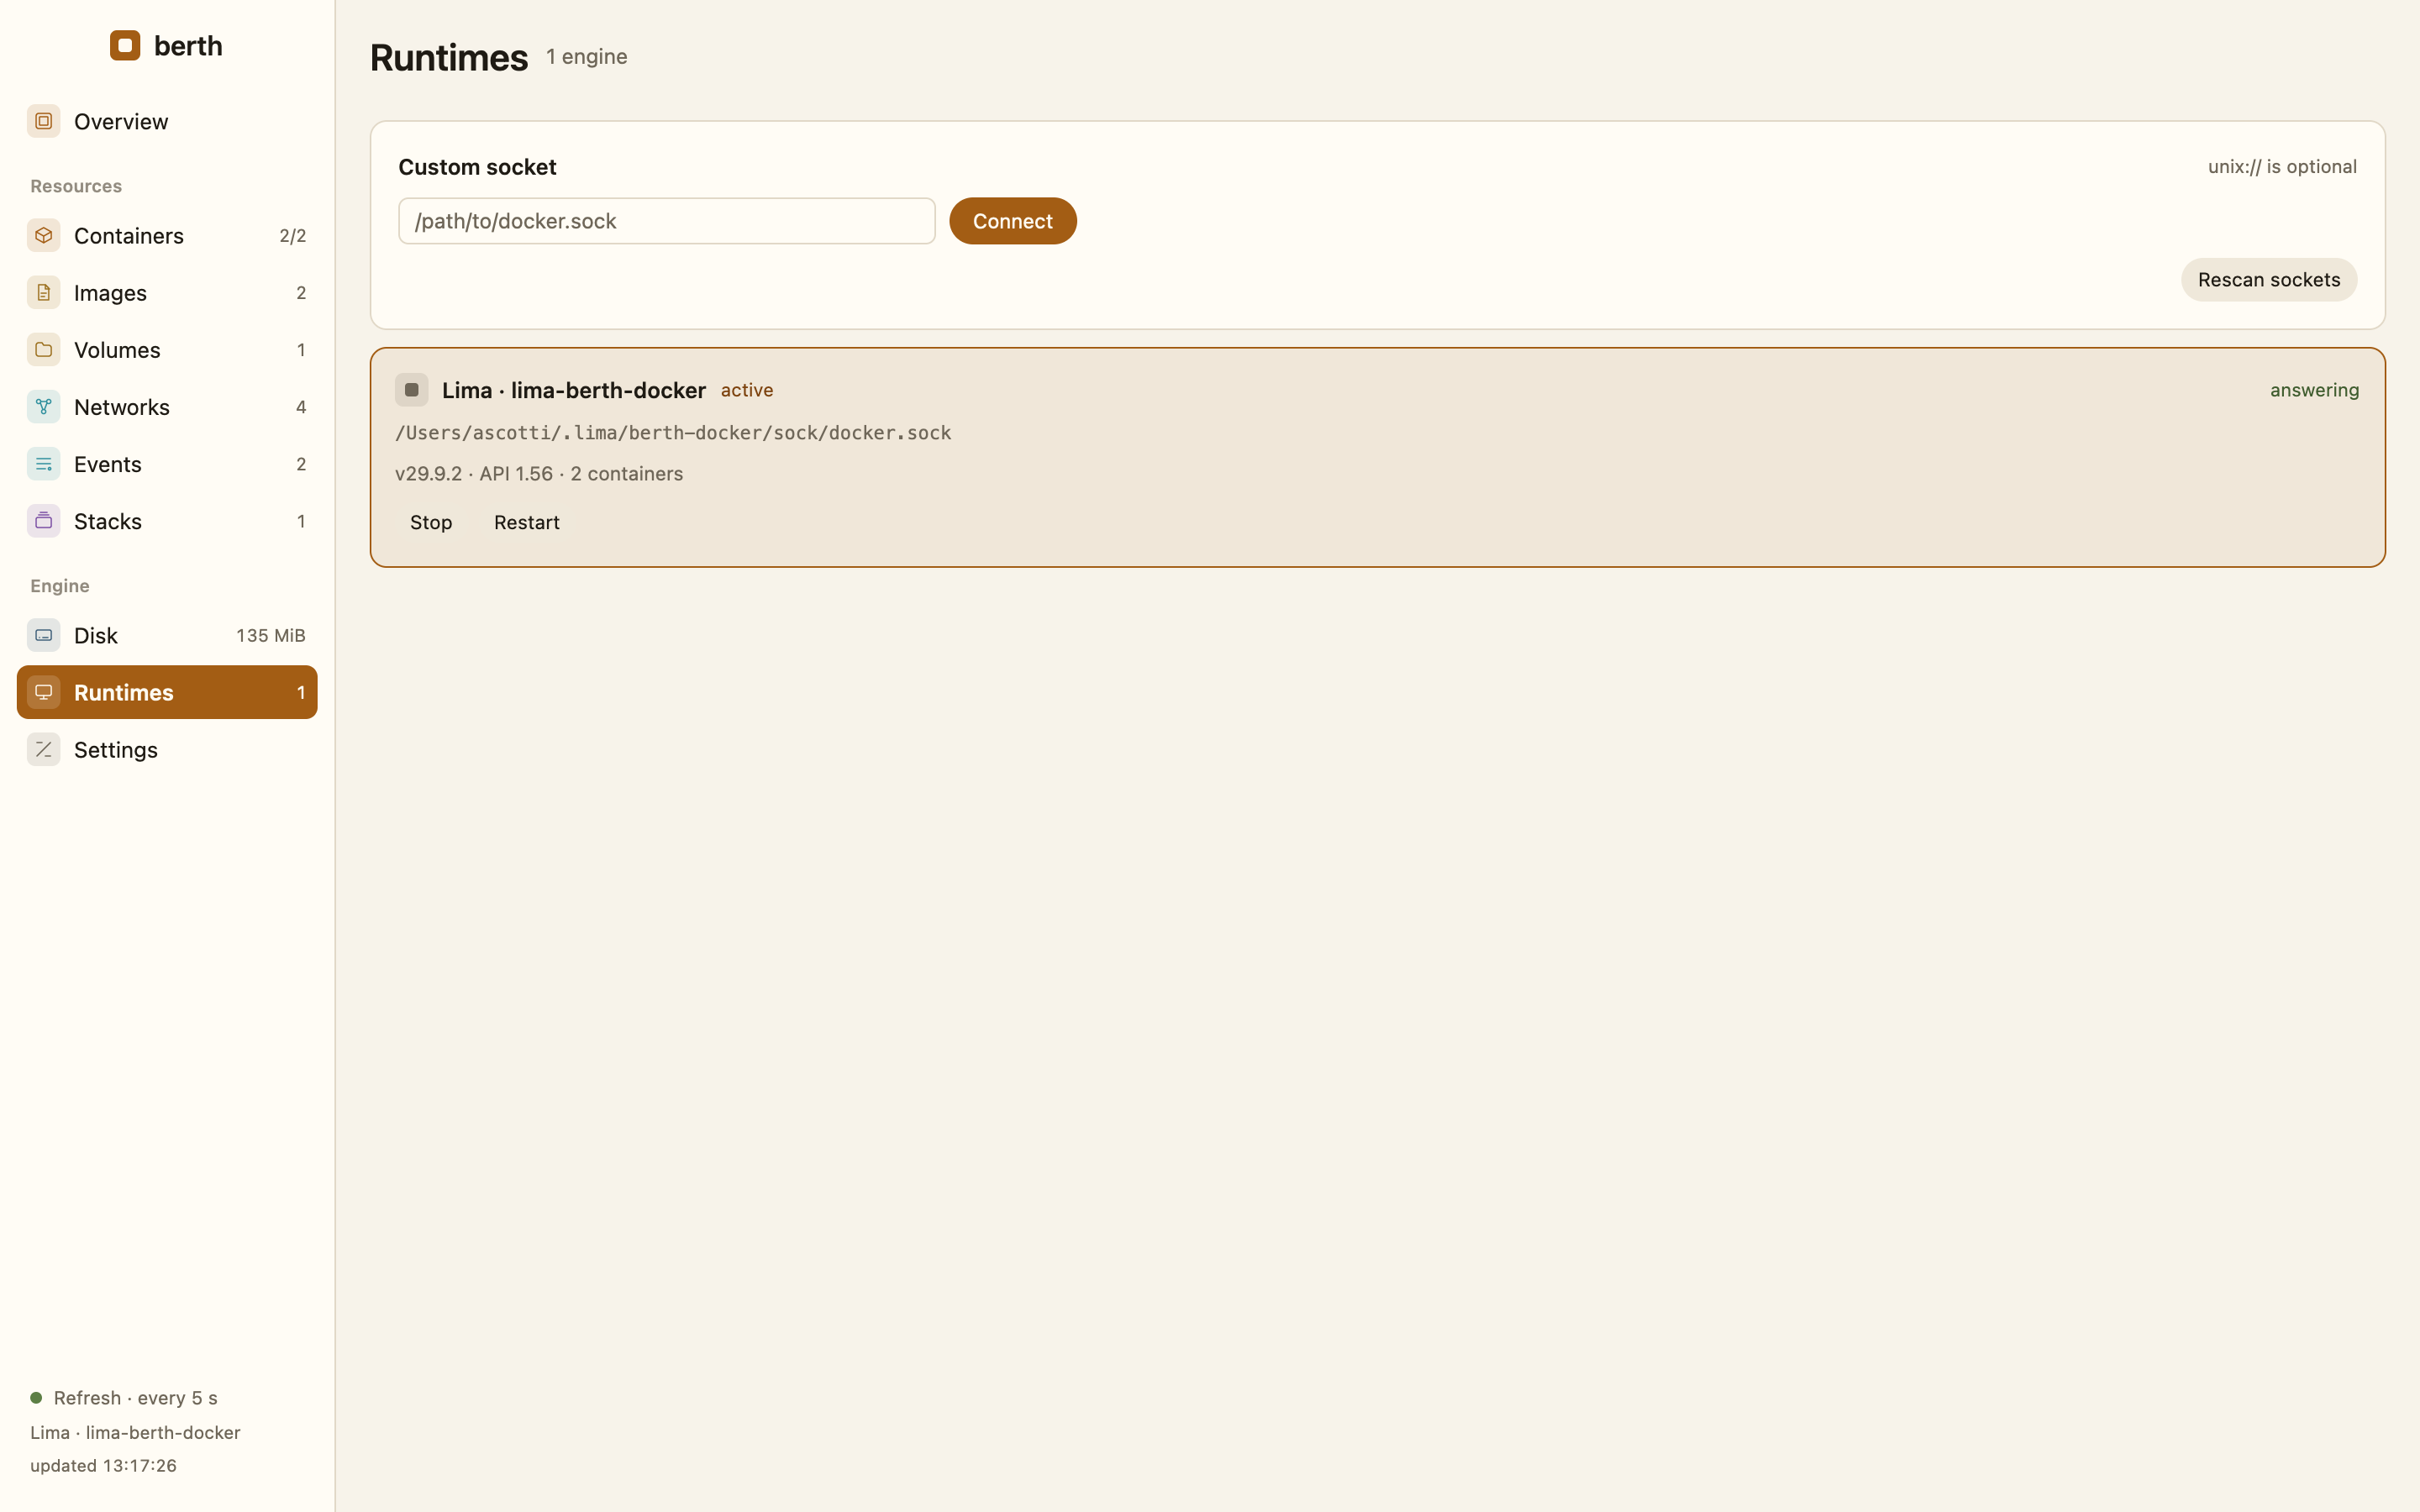 berth
Overview
Resources
Containers 2/2
Images 2
Volumes 1
Networks 4
Events 2
Stacks 1
Engine
Disk 135 MiB
Runtimes 1
Settings
Refresh · every 5 s
Lima · lima-berth-docker
updated 13:17:26
Runtimes 1 engine
Custom socket unix:// is optional
/path/to/docker.sock Connect
Rescan sockets
Lima · lima-berth-docker active answering
/Users/ascotti/.lima/berth-docker/sock/docker.sock
v29.9.2 · API 1.56 · 2 containers
Stop Restart